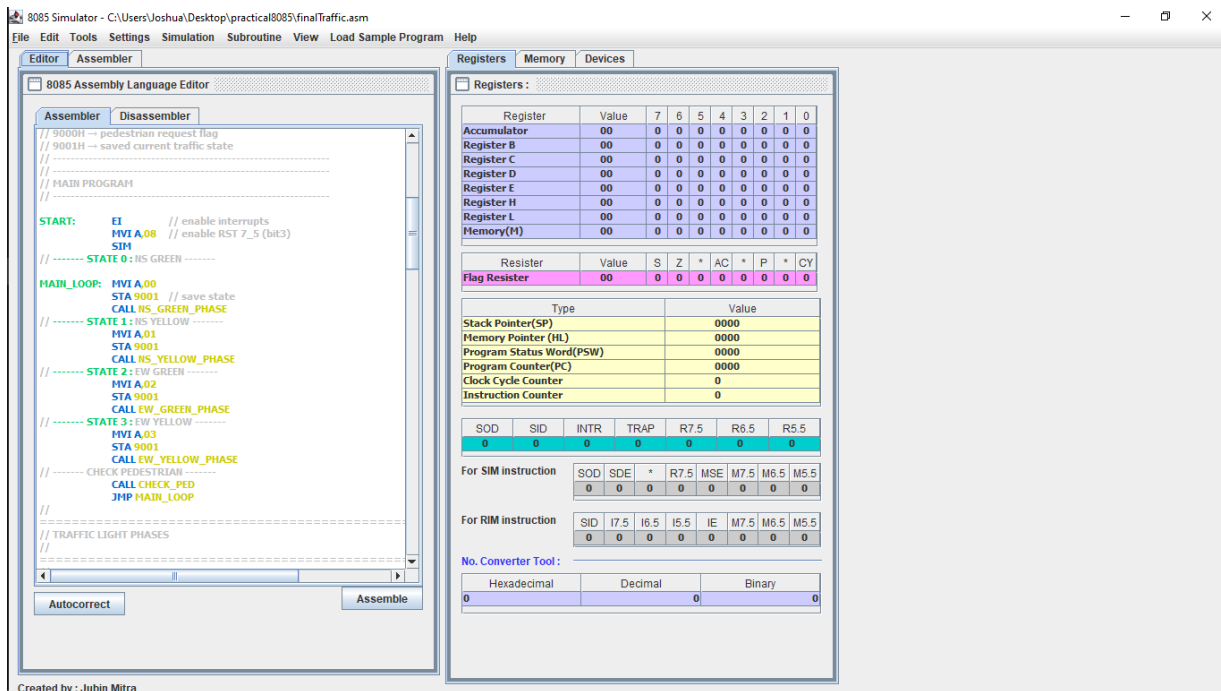 8085 Simulator - C:\Users\Joshua\Desktop\practical8085\finalTraffic.asm
File Edit Tools Settings Simulation Subroutine View Load Sample Program Help
Editor Assembler
8085 Assembly Language Editor
Assembler Disassembler
// 9000H → pedestrian request flag
// 9001H → saved current traffic state
// ------------------------------------------------------------
// ------------------------------------------------------------
// MAIN PROGRAM
// ------------------------------------------------------------
START: EI // enable interrupts
MVI A,08 // enable RST 7_5 (bit3)
SIM
// ------- STATE 0 : NS GREEN -------
MAIN_LOOP: MVI A,00
STA 9001 // save state
CALL NS_GREEN_PHASE
// ------- STATE 1 : NS YELLOW -------
MVI A,01
STA 9001
CALL NS_YELLOW_PHASE
// ------- STATE 2 : EW GREEN -------
MVI A,02
STA 9001
CALL EW_GREEN_PHASE
// ------- STATE 3 : EW YELLOW -------
MVI A,03
STA 9001
CALL EW_YELLOW_PHASE
// ------- CHECK PEDESTRIAN -------
CALL CHECK_PED
JMP MAIN_LOOP
//
==================================================
// TRAFFIC LIGHT PHASES
//
==================================================
Autocorrect Assemble
Created by : Jubin Mitra
Registers Memory Devices
Registers :
Register Value 7 6 5 4 3 2 1 0
Accumulator 00 0 0 0 0 0 0 0 0
Register B 00 0 0 0 0 0 0 0 0
Register C 00 0 0 0 0 0 0 0 0
Register D 00 0 0 0 0 0 0 0 0
Register E 00 0 0 0 0 0 0 0 0
Register H 00 0 0 0 0 0 0 0 0
Register L 00 0 0 0 0 0 0 0 0
Memory(M) 00 0 0 0 0 0 0 0 0
Resister Value S Z * AC * P * CY
Flag Resister 00 0 0 0 0 0 0 0 0
Type Value
Stack Pointer(SP) 0000
Memory Pointer (HL) 0000
Program Status Word(PSW) 0000
Program Counter(PC) 0000
Clock Cycle Counter 0
Instruction Counter 0
SOD SID INTR TRAP R7.5 R6.5 R5.5
0 0 0 0 0 0 0
For SIM instruction SOD SDE * R7.5 MSE M7.5 M6.5 M5.5
0 0 0 0 0 0 0 0
For RIM instruction SID I7.5 I6.5 I5.5 IE M7.5 M6.5 M5.5
0 0 0 0 0 0 0 0
No. Converter Tool :
Hexadecimal Decimal Binary
0 0 0